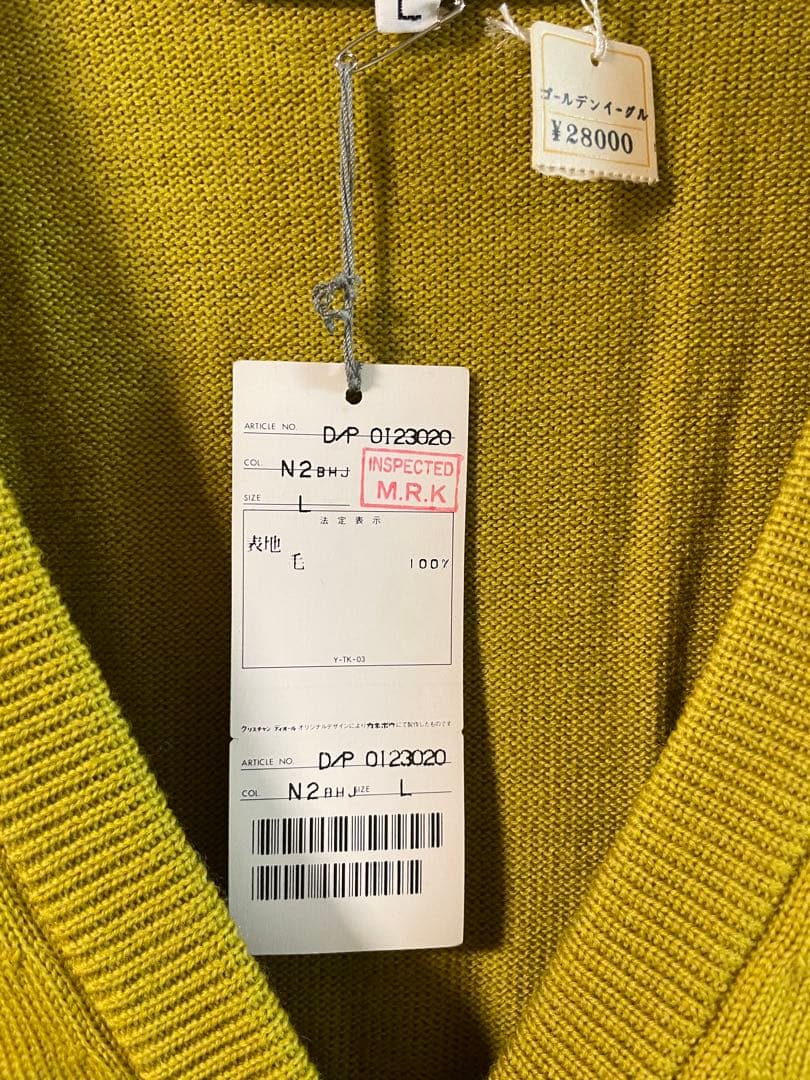 L
ゴールデンイーグル
¥28000
ARTICLE NO. D/P 0123020
COL. N2BHJ
INSPECTED
M.R.K
SIZE L
法定表示
表地
毛 100%
Y-TK-03
クリスチャン ディオール オリジナルデザインによりカネボウにて製作したものです
ARTICLE NO. D/P 0123020
COL. N2BHJ SIZE L